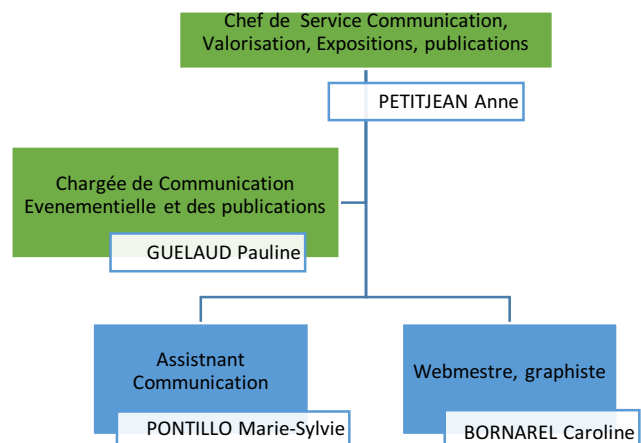 Chef de Service Communication,
Valorisation, Expositions, publications
PETITJEAN Anne
Chargée de Communication
Evenementielle et des publications
GUELAUD Pauline
Assistnant
Communication
PONTILLO Marie-Sylvie
Webmestre, graphiste
BORNAREL Caroline